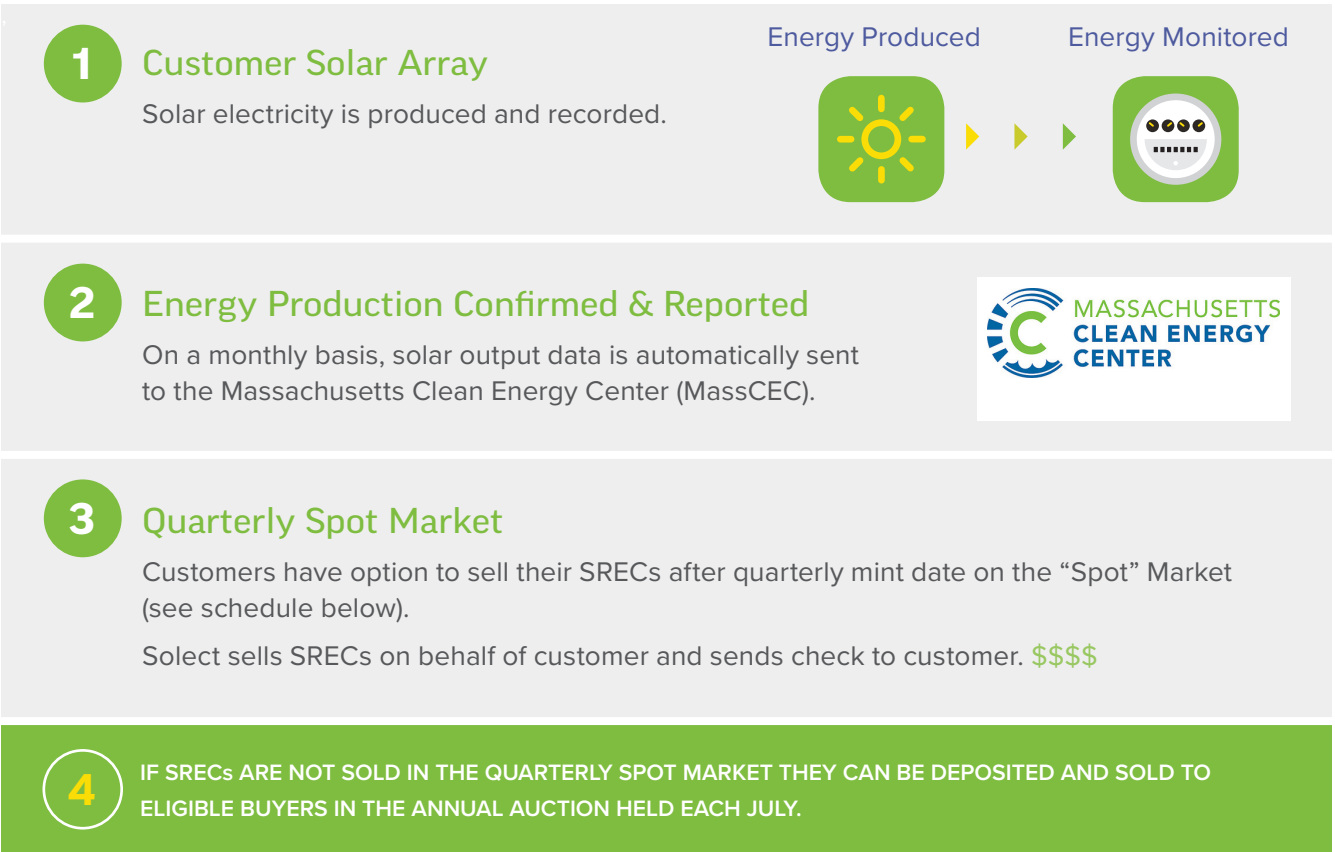 1
Customer Solar Array
Solar electricity is produced and recorded.
Energy Produced
Energy Monitored
2
Energy Production Confirmed & Reported
On a monthly basis, solar output data is automatically sent
to the Massachusetts Clean Energy Center (MassCEC).
MASSACHUSETTS
CLEAN ENERGY
CENTER
3
Quarterly Spot Market
Customers have option to sell their SRECs after quarterly mint date on the “Spot” Market
(see schedule below).
Solect sells SRECs on behalf of customer and sends check to customer. $$$$
4
IF SRECs ARE NOT SOLD IN THE QUARTERLY SPOT MARKET THEY CAN BE DEPOSITED AND SOLD TO
ELIGIBLE BUYERS IN THE ANNUAL AUCTION HELD EACH JULY.